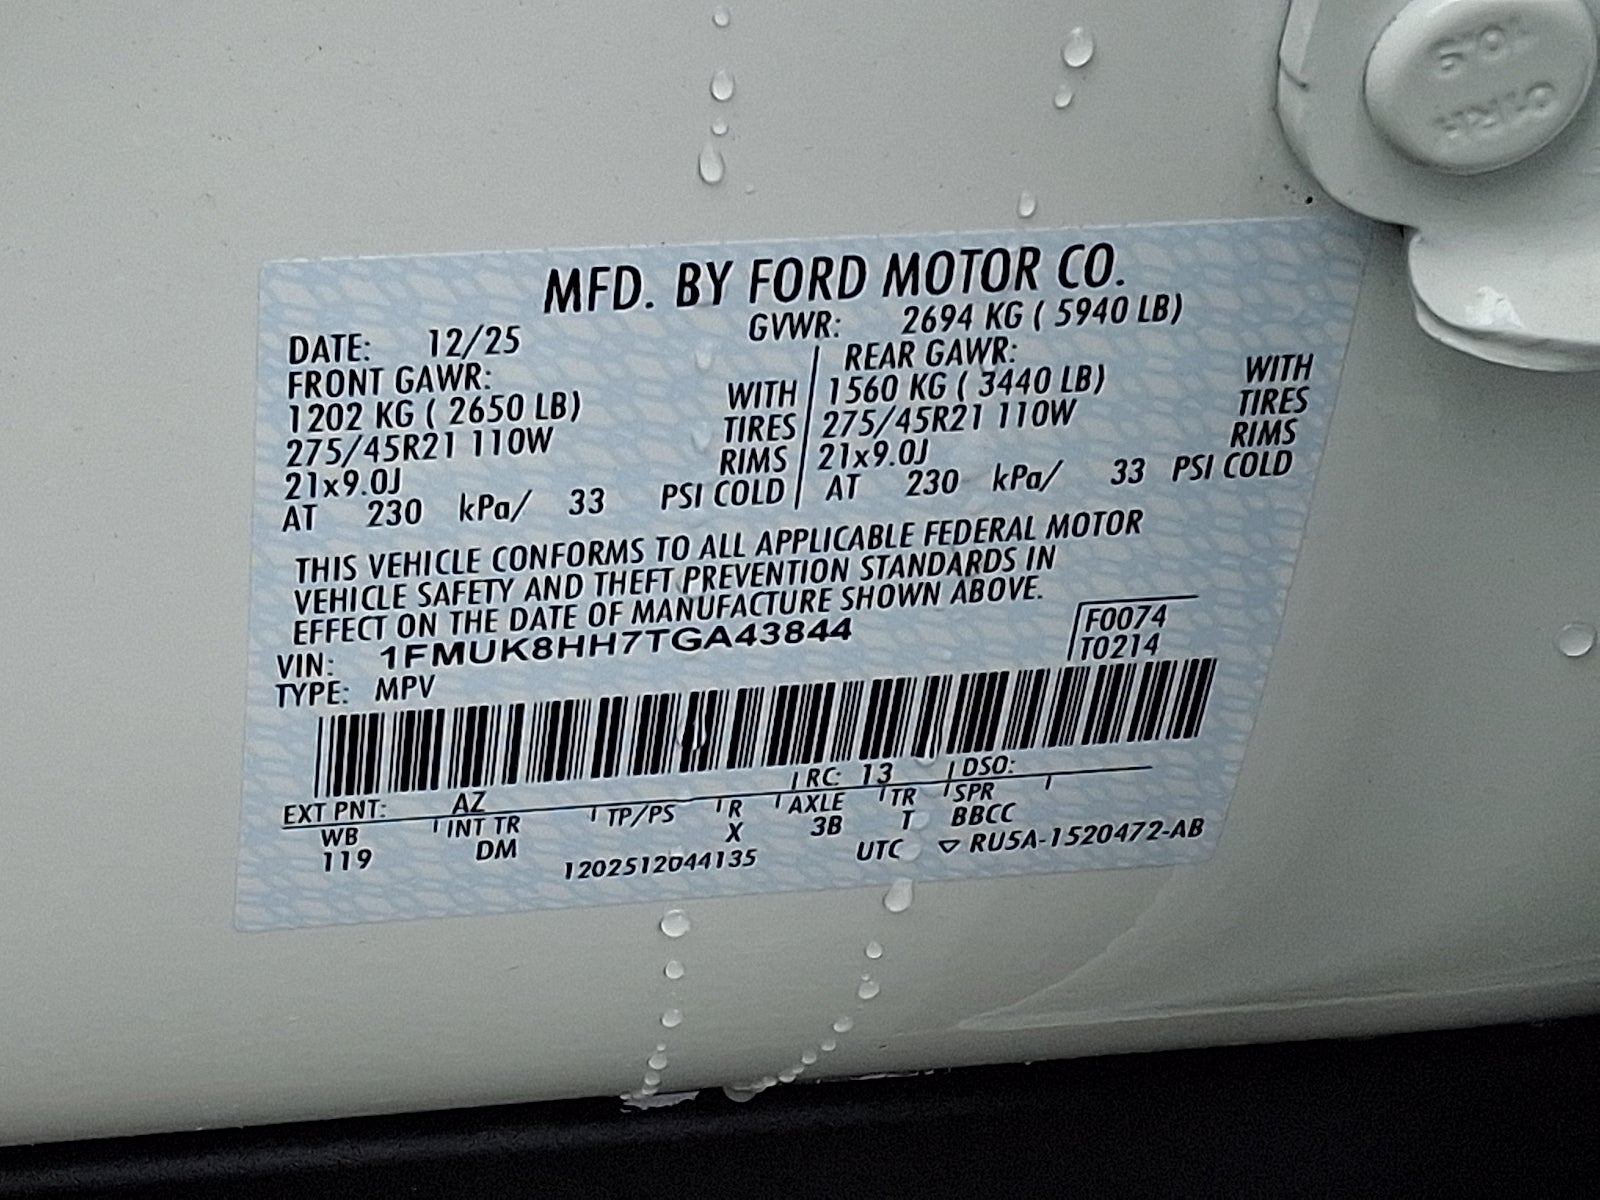 MFD. BY FORD MOTOR CO.
DATE: 12/25 GVWR: 2694 KG ( 5940 LB)
FRONT GAWR: REAR GAWR:
1202 KG ( 2650 LB) WITH 1560 KG ( 3440 LB) WITH
275/45R21 110W TIRES 275/45R21 110W TIRES
21x9.0J RIMS 21x9.0J RIMS
AT 230 kPa/ 33 PSI COLD AT 230 kPa/ 33 PSI COLD
THIS VEHICLE CONFORMS TO ALL APPLICABLE FEDERAL MOTOR
VEHICLE SAFETY AND THEFT PREVENTION STANDARDS IN
EFFECT ON THE DATE OF MANUFACTURE SHOWN ABOVE.
VIN: 1FMUK8HH7TGA43844 F0074
TYPE: MPV T0214
EXT PNT: AZ RC: 13 DSO:
WB INT TR TP/PS R AXLE TR SPR
119 DM X 3B T BBCC
1202512044135 UTC ▽ RU5A-1520472-AB
10.9